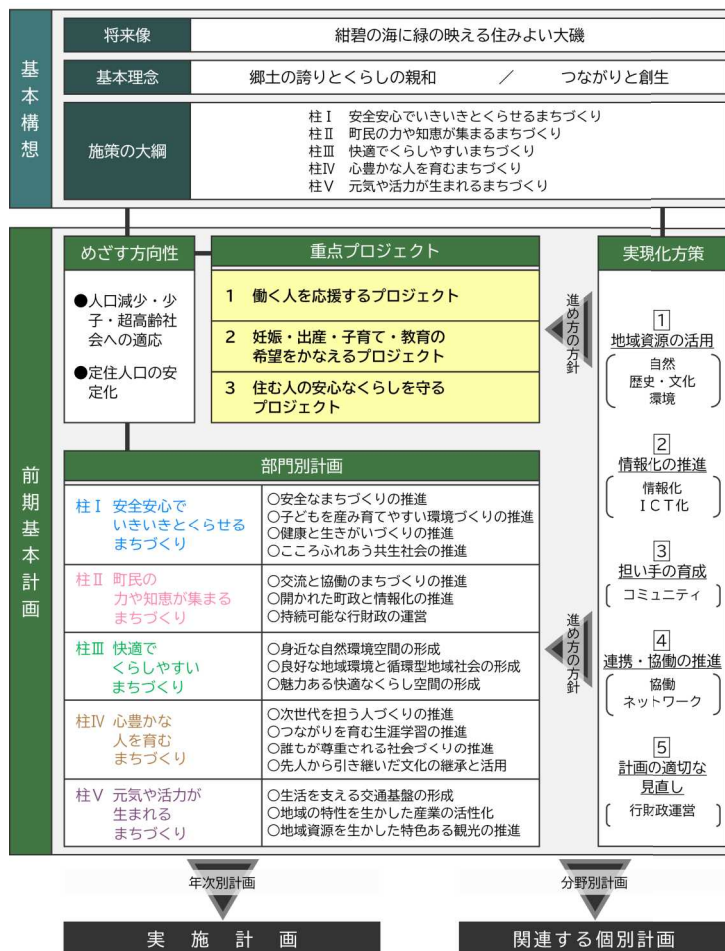 基本構想
将来像
紺碧の海に緑の映える住みよい大磯
基本理念
郷土の誇りとくらしの親和 / つながりと創生
施策の大綱
柱Ⅰ 安全安心でいきいきとくらせるまちづくり
柱Ⅱ 町民の力や知恵が集まるまちづくり
柱Ⅲ 快適でくらしやすいまちづくり
柱Ⅳ 心豊かな人を育むまちづくり
柱Ⅴ 元気や活力が生まれるまちづくり
前期基本計画
めざす方向性
●人口減少・少
子・超高齢社
会への適応
●定住人口の安
定化
重点プロジェクト
1 働く人を応援するプロジェクト
2 妊娠・出産・子育て・教育の
希望をかなえるプロジェクト
3 住む人の安心なくらしを守る
プロジェクト
進め方の方針
部門別計画
柱Ⅰ 安全安心で
いきいきとくらせる
まちづくり
○安全なまちづくりの推進
○子どもを産み育てやすい環境づくりの推進
○健康と生きがいづくりの推進
○こころふれあう共生社会の推進
柱Ⅱ 町民の
力や知恵が集まる
まちづくり
○交流と協働のまちづくりの推進
○開かれた町政と情報化の推進
○持続可能な行財政の運営
柱Ⅲ 快適で
くらしやすい
まちづくり
○身近な自然環境空間の形成
○良好な地域環境と循環型地域社会の形成
○魅力ある快適なくらし空間の形成
柱Ⅳ 心豊かな
人を育む
まちづくり
○次世代を担う人づくりの推進
○つながりを育む生涯学習の推進
○誰もが尊重される社会づくりの推進
○先人から引き継いだ文化の継承と活用
柱Ⅴ 元気や活力が
生まれる
まちづくり
○生活を支える交通基盤の形成
○地域の特性を生かした産業の活性化
○地域資源を生かした特色ある観光の推進
進め方の方針
実現化方策
1
地域資源の活用
自然
歴史・文化
環境
2
情報化の推進
情報化
ICT化
3
担い手の育成
コミュニティ
4
連携・協働の推進
協働
ネットワーク
5
計画の適切な
見直し
行財政運営
年次別計画
分野別計画
実施計画
関連する個別計画